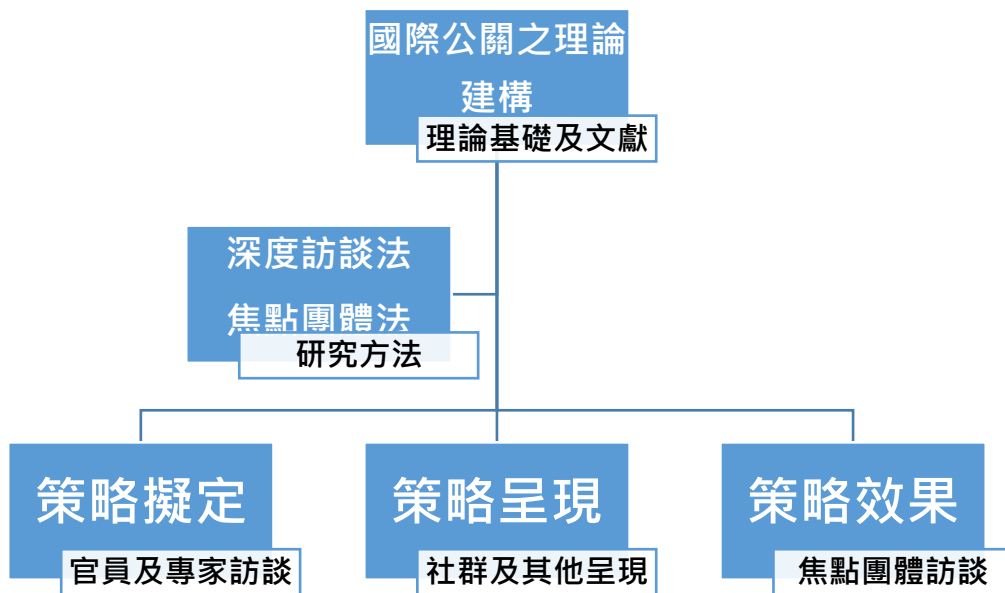 國際公關之理論
建構
理論基礎及文獻
深度訪談法
焦點團體法
研究方法
策略擬定
官員及專家訪談
策略呈現
社群及其他呈現
策略效果
焦點團體訪談